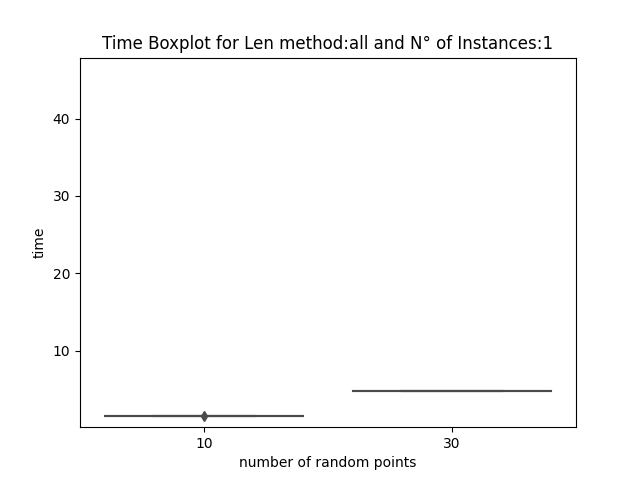 Time Boxplot for Len method:all and N° of Instances:1
40
30
20
10
time
10 30
number of random points